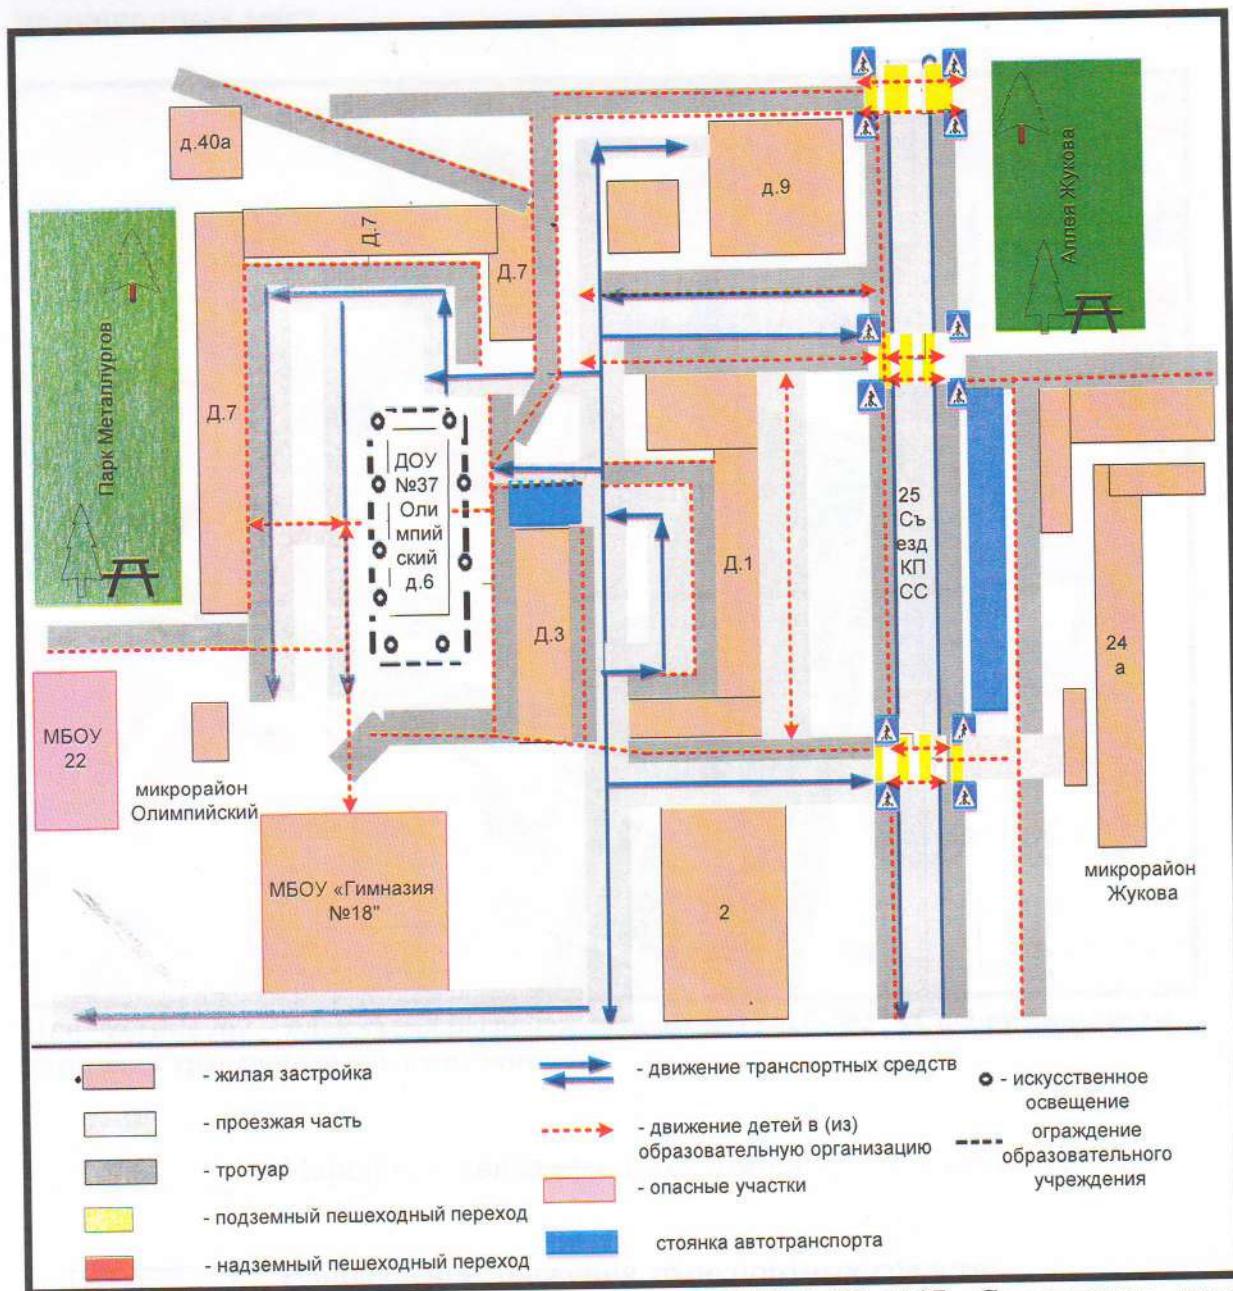 д.40а
д.9
Аллея Жукова
Д.7
Д.7
Парк Металлургов
Д.7
ДОУ
№37
Оли
мпий
ский
д.6
25
Съ
езд
КП
СС
Д.1
Д.3
24
а
МБОУ
22
микрорайон
Олимпийский
МБОУ «Гимназия
№18"
2
микрорайон
Жукова
- жилая застройка
- проезжая часть
- тротуар
- подземный пешеходный переход
- надземный пешеходный переход
- движение транспортных средств
- движение детей в (из)
образовательную организацию
- опасные участки
стоянка автотранспорта
- искусственное
освещение
ограждение
образовательного
учреждения